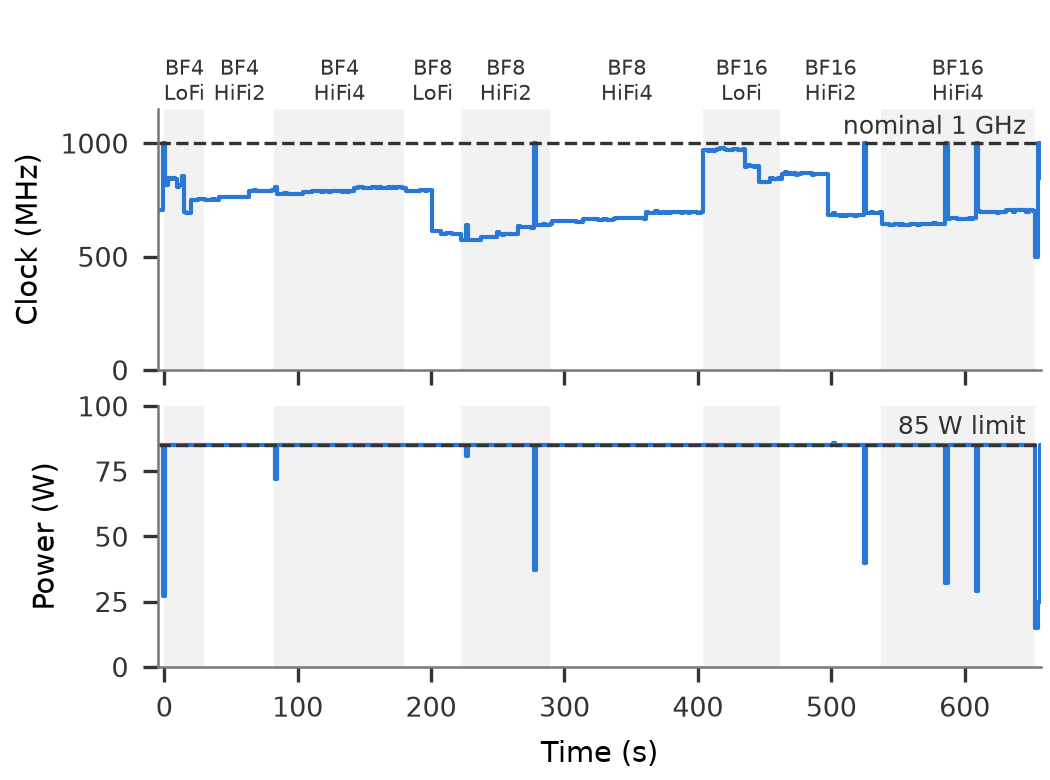 BF4 BF4 BF4 BF8 BF8 BF8 BF16 BF16 BF16
LoFi HiFi2 HiFi4 LoFi HiFi2 HiFi4 LoFi HiFi2 HiFi4
nominal 1 GHz
1000
500
0
Clock (MHz)
100
85 W limit
75
50
25
0
Power (W)
0 100 200 300 400 500 600
Time (s)